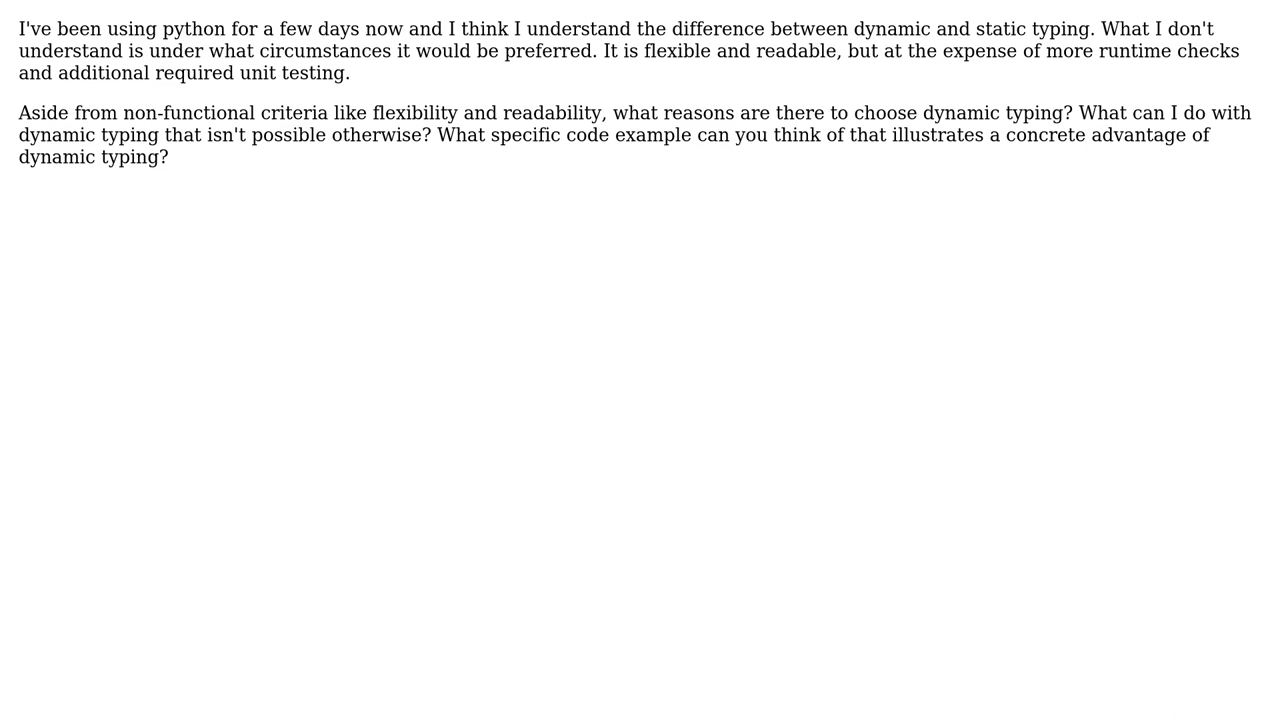 I've been using python for a few days now and I think I understand the difference between dynamic and static typing. What I don't
understand is under what circumstances it would be preferred. It is flexible and readable, but at the expense of more runtime checks
and additional required unit testing.
Aside from non-functional criteria like flexibility and readability, what reasons are there to choose dynamic typing? What can I do with
dynamic typing that isn't possible otherwise? What specific code example can you think of that illustrates a concrete advantage of
dynamic typing?